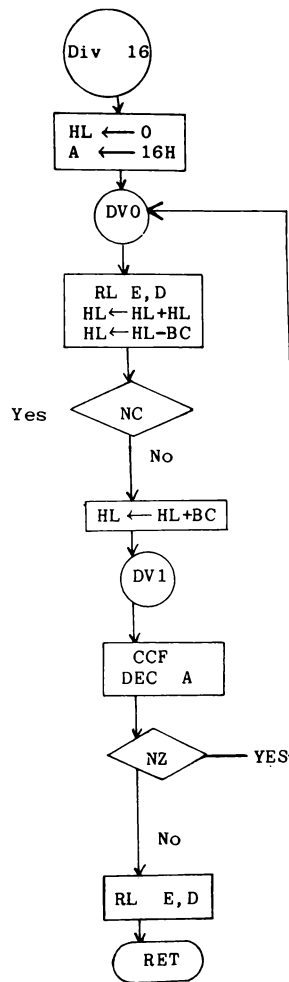 Div 16
HL ← 0
A ← 16H
DV0
RL E,D
HL←HL+HL
HL←HL-BC
Yes
NC
No
HL ← HL+BC
DV1
CCF
DEC A
NZ
YES
No
RL E,D
RET